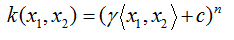 k(x₁, x₂) = (γ⟨x₁, x₂⟩ + c)ⁿ